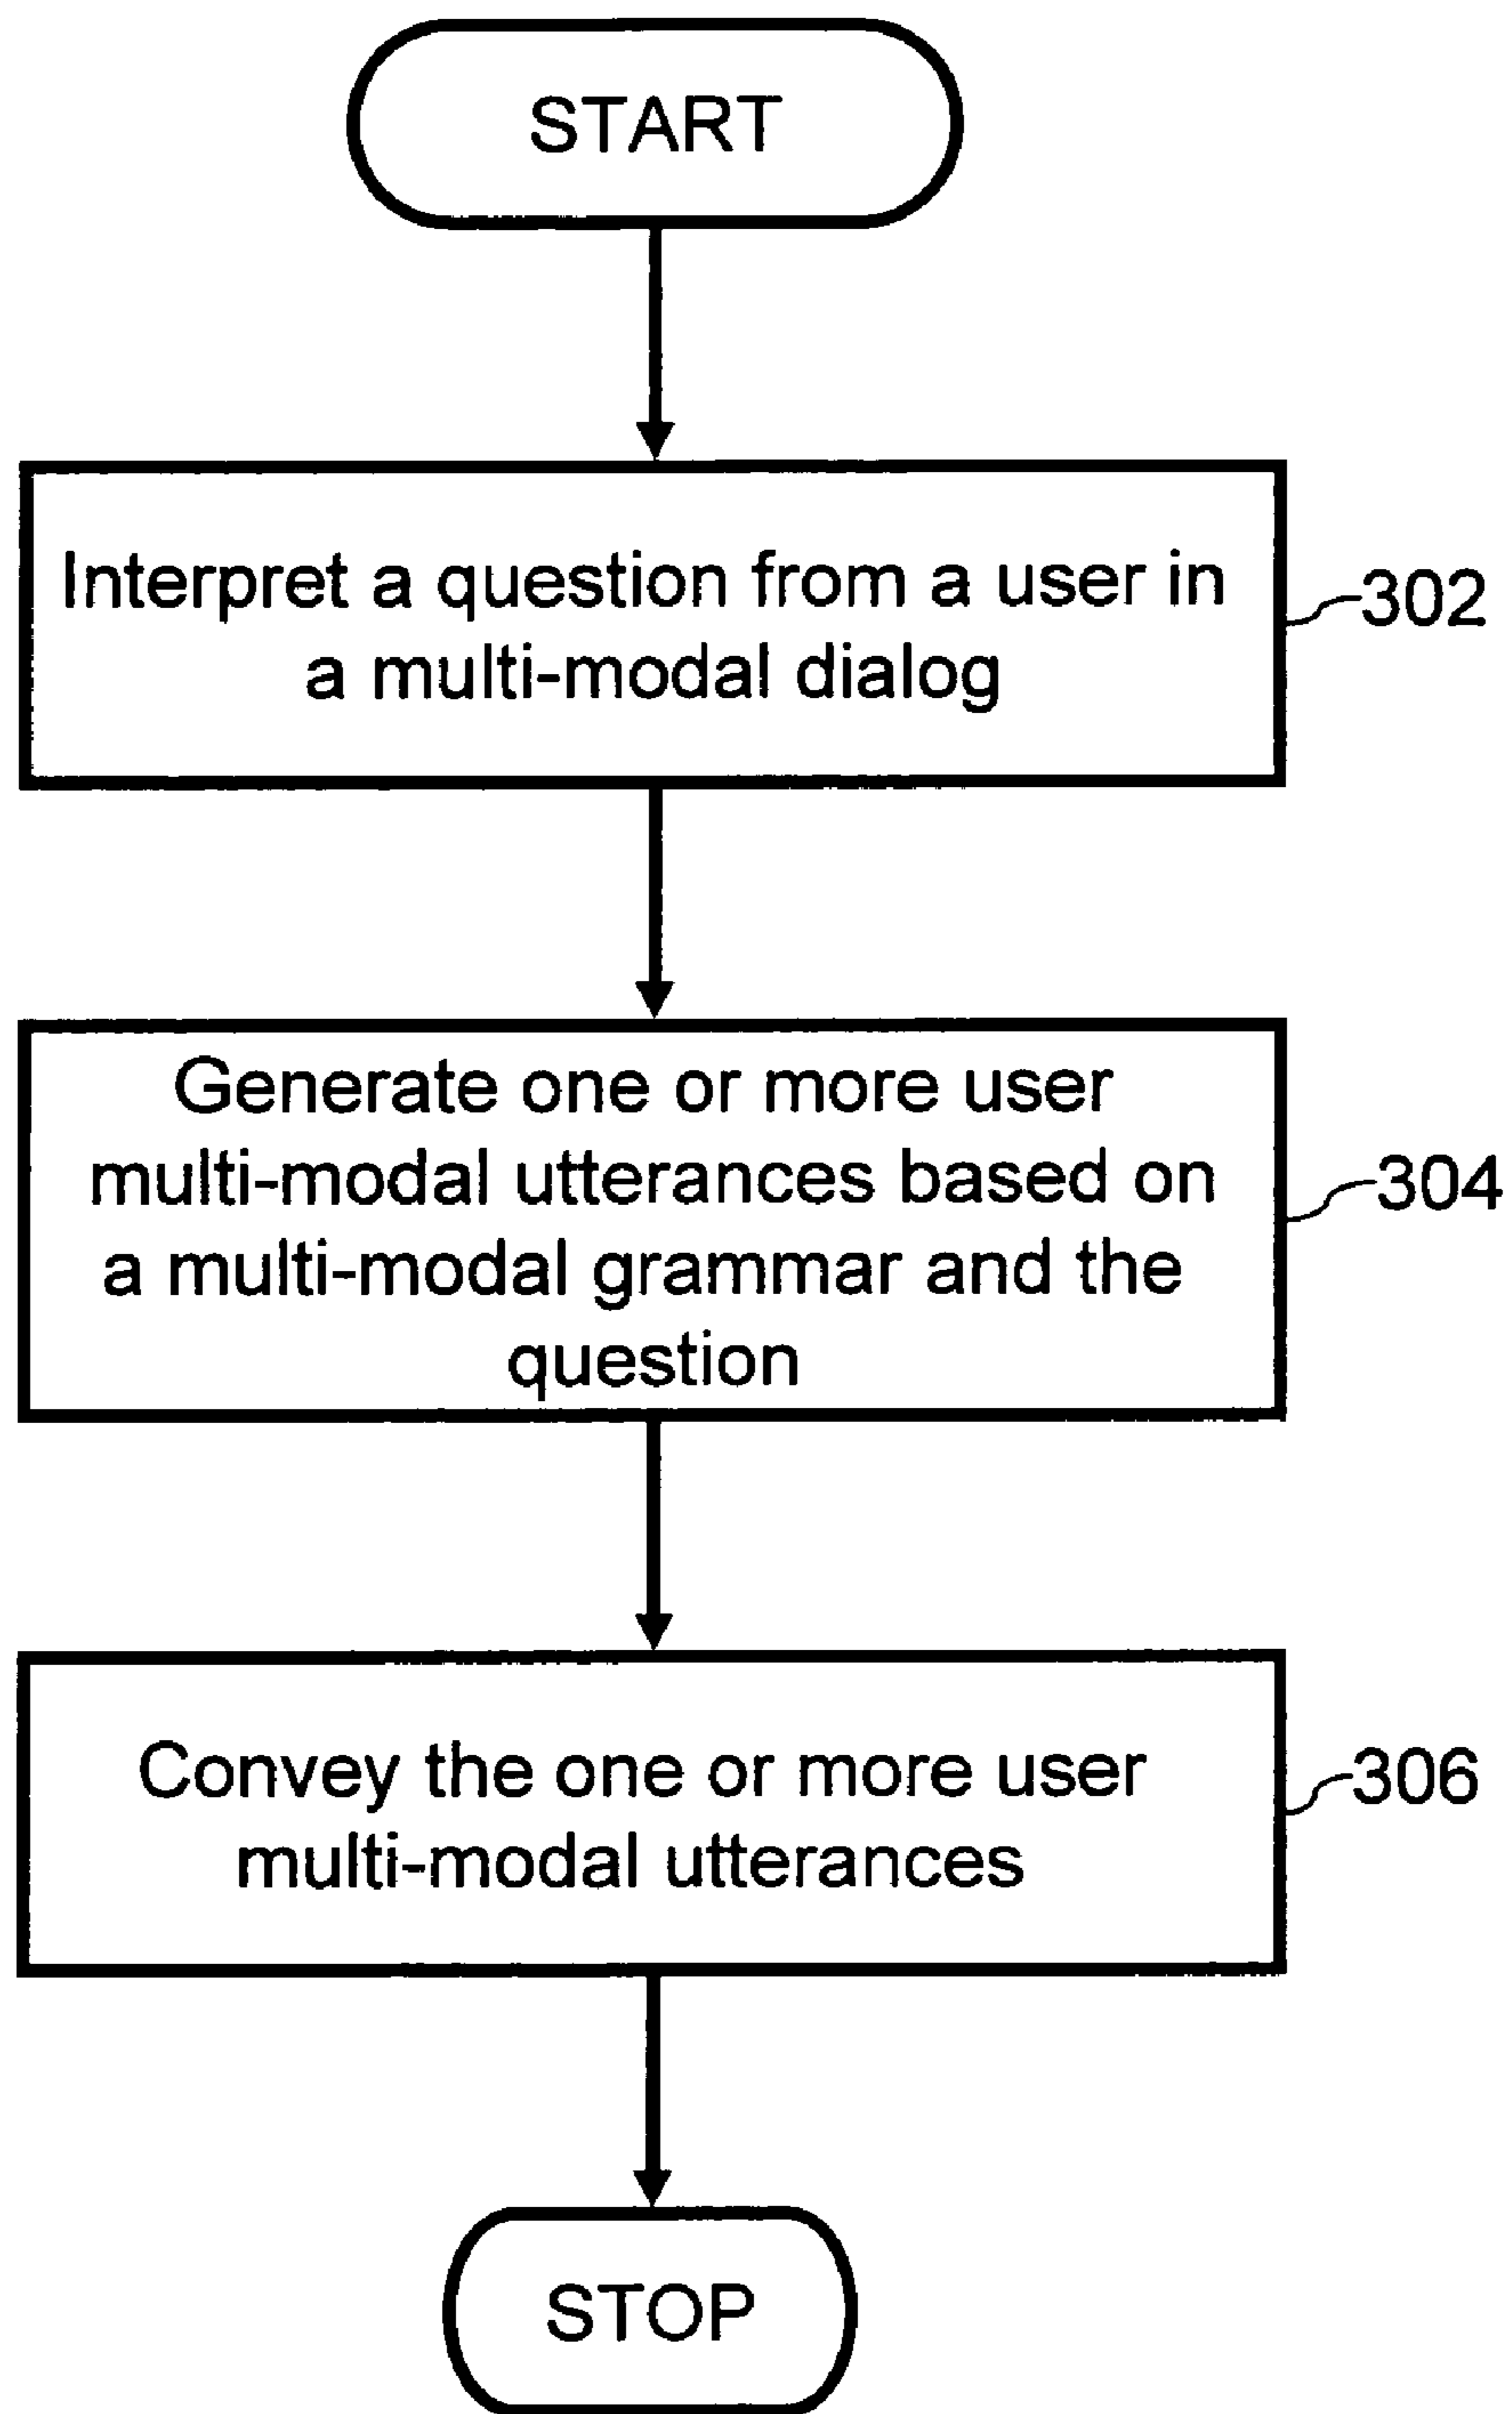 START
Interpret a question from a user in
a multi-modal dialog
302
Generate one or more user
multi-modal utterances based on
a multi-modal grammar and the
question
304
Convey the one or more user
multi-modal utterances
306
STOP